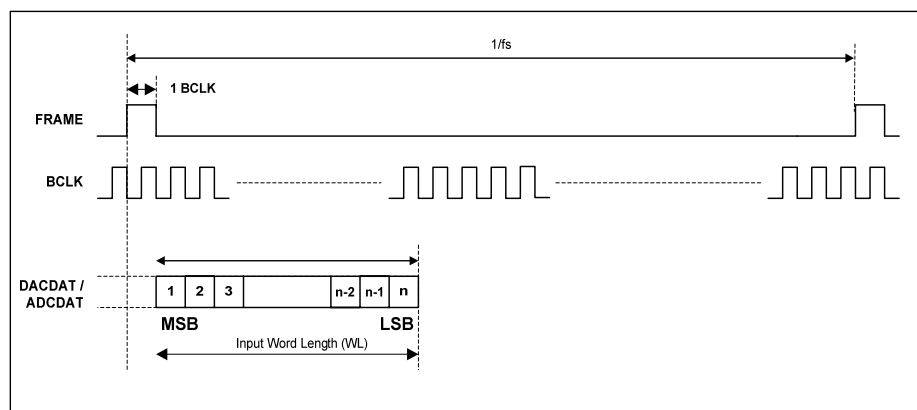 1/fs
1 BCLK
FRAME
BCLK
DACDAT /
ADCDAT
1 2 3 n-2 n-1 n
MSB LSB
Input Word Length (WL)